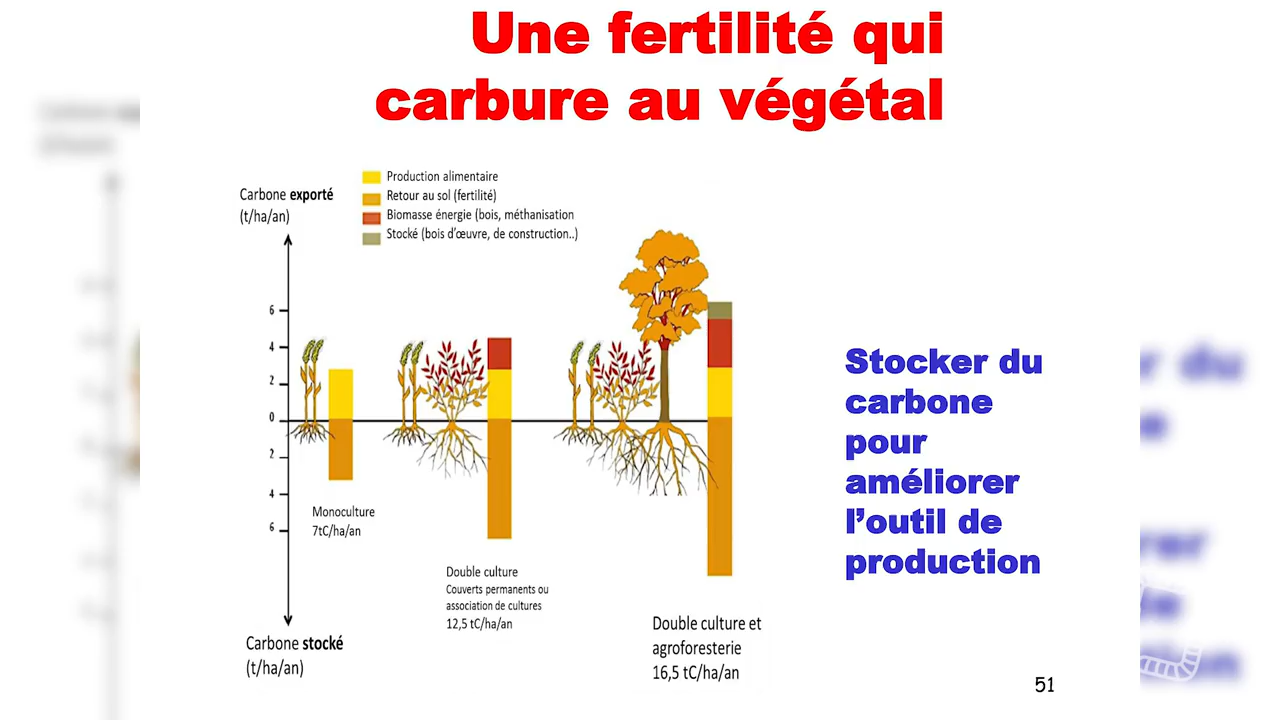 Une fertilité qui
carbure au végétal
Production alimentaire
Retour au sol (fertilité)
Biomasse énergie (bois, méthanisation
Stocké (bois d'œuvre, de construction..)
Carbone exporté
(t/ha/an)
6
4
2
0
2
4
6
Monoculture
7tC/ha/an
Double culture
Couverts permanents ou
association de cultures
12,5 tC/ha/an
Double culture et
agroforesterie
16,5 tC/ha/an
Carbone stocké
(t/ha/an)
Stocker du
carbone
pour
améliorer
l'outil de
production
51